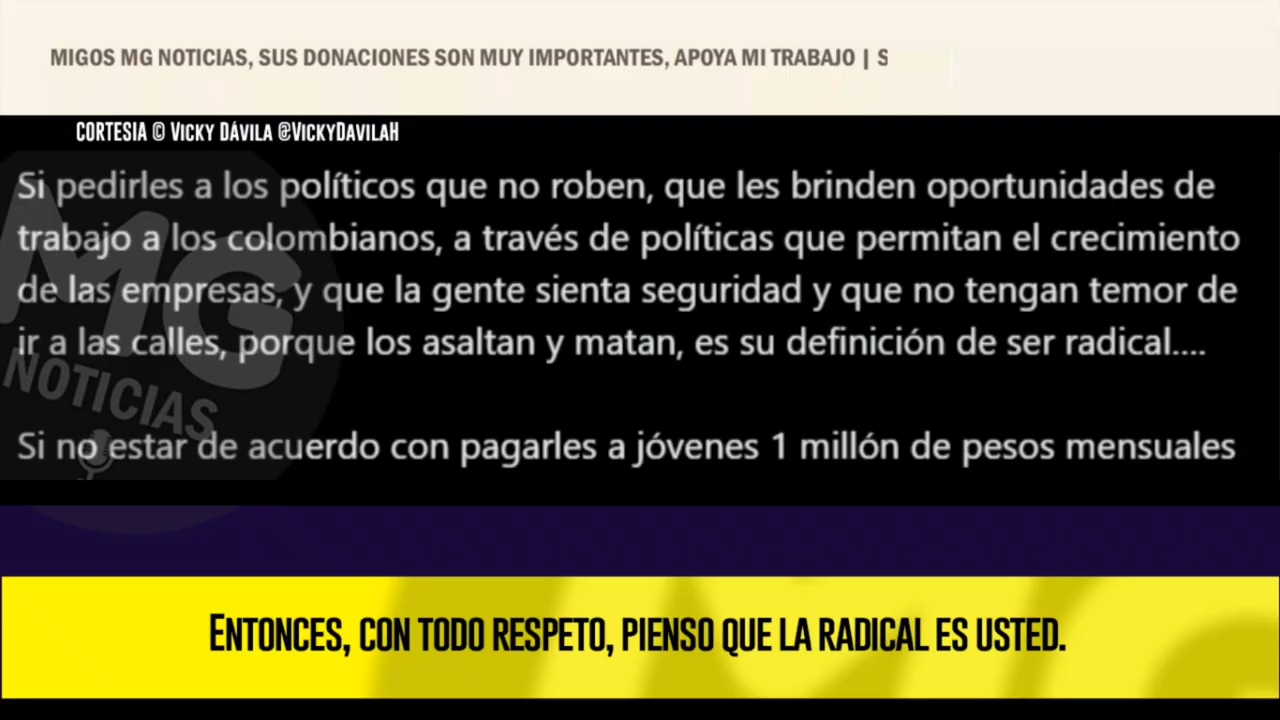 MIGOS MG NOTICIAS, SUS DONACIONES SON MUY IMPORTANTES, APOYA MI TRABAJO | S
CORTESIA © VICKY DÁVILA @VICKYDAVILAH
Si pedirles a los políticos que no roben, que les brinden oportunidades de
trabajo a los colombianos, a través de políticas que permitan el crecimiento
de las empresas, y que la gente sienta seguridad y que no tengan temor de
ir a las calles, porque los asaltan y matan, es su definición de ser radical....
MG
NOTICIAS
Si no estar de acuerdo con pagarles a jóvenes 1 millón de pesos mensuales
ENTONCES, CON TODO RESPETO, PIENSO QUE LA RADICAL ES USTED.